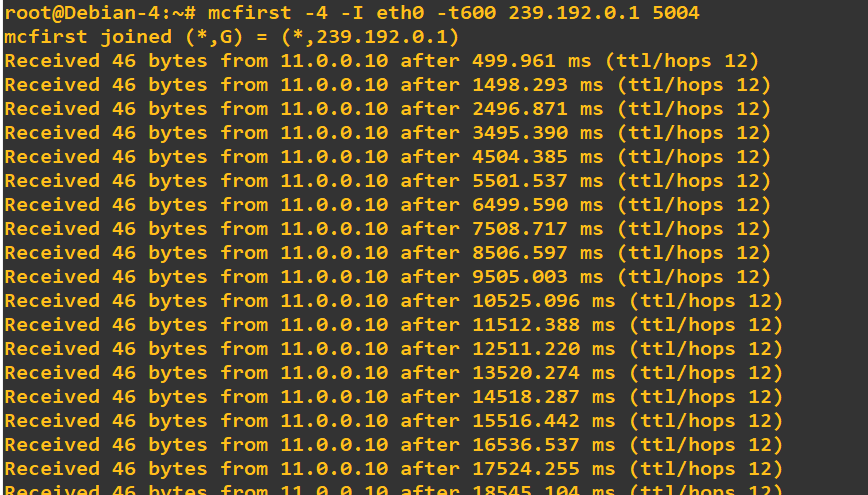 root@Debian-4:~# mcfirst -4 -I eth0 -t600 239.192.0.1 5004
mcfirst joined (*,G) = (*,239.192.0.1)
Received 46 bytes from 11.0.0.10 after 499.961 ms (ttl/hops 12)
Received 46 bytes from 11.0.0.10 after 1498.293 ms (ttl/hops 12)
Received 46 bytes from 11.0.0.10 after 2496.871 ms (ttl/hops 12)
Received 46 bytes from 11.0.0.10 after 3495.390 ms (ttl/hops 12)
Received 46 bytes from 11.0.0.10 after 4504.385 ms (ttl/hops 12)
Received 46 bytes from 11.0.0.10 after 5501.537 ms (ttl/hops 12)
Received 46 bytes from 11.0.0.10 after 6499.590 ms (ttl/hops 12)
Received 46 bytes from 11.0.0.10 after 7508.717 ms (ttl/hops 12)
Received 46 bytes from 11.0.0.10 after 8506.597 ms (ttl/hops 12)
Received 46 bytes from 11.0.0.10 after 9505.003 ms (ttl/hops 12)
Received 46 bytes from 11.0.0.10 after 10525.096 ms (ttl/hops 12)
Received 46 bytes from 11.0.0.10 after 11512.388 ms (ttl/hops 12)
Received 46 bytes from 11.0.0.10 after 12511.220 ms (ttl/hops 12)
Received 46 bytes from 11.0.0.10 after 13520.274 ms (ttl/hops 12)
Received 46 bytes from 11.0.0.10 after 14518.287 ms (ttl/hops 12)
Received 46 bytes from 11.0.0.10 after 15516.442 ms (ttl/hops 12)
Received 46 bytes from 11.0.0.10 after 16536.537 ms (ttl/hops 12)
Received 46 bytes from 11.0.0.10 after 17524.255 ms (ttl/hops 12)
Received 46 bytes from 11.0.0.10 after 18545.104 ms (ttl/hops 12)